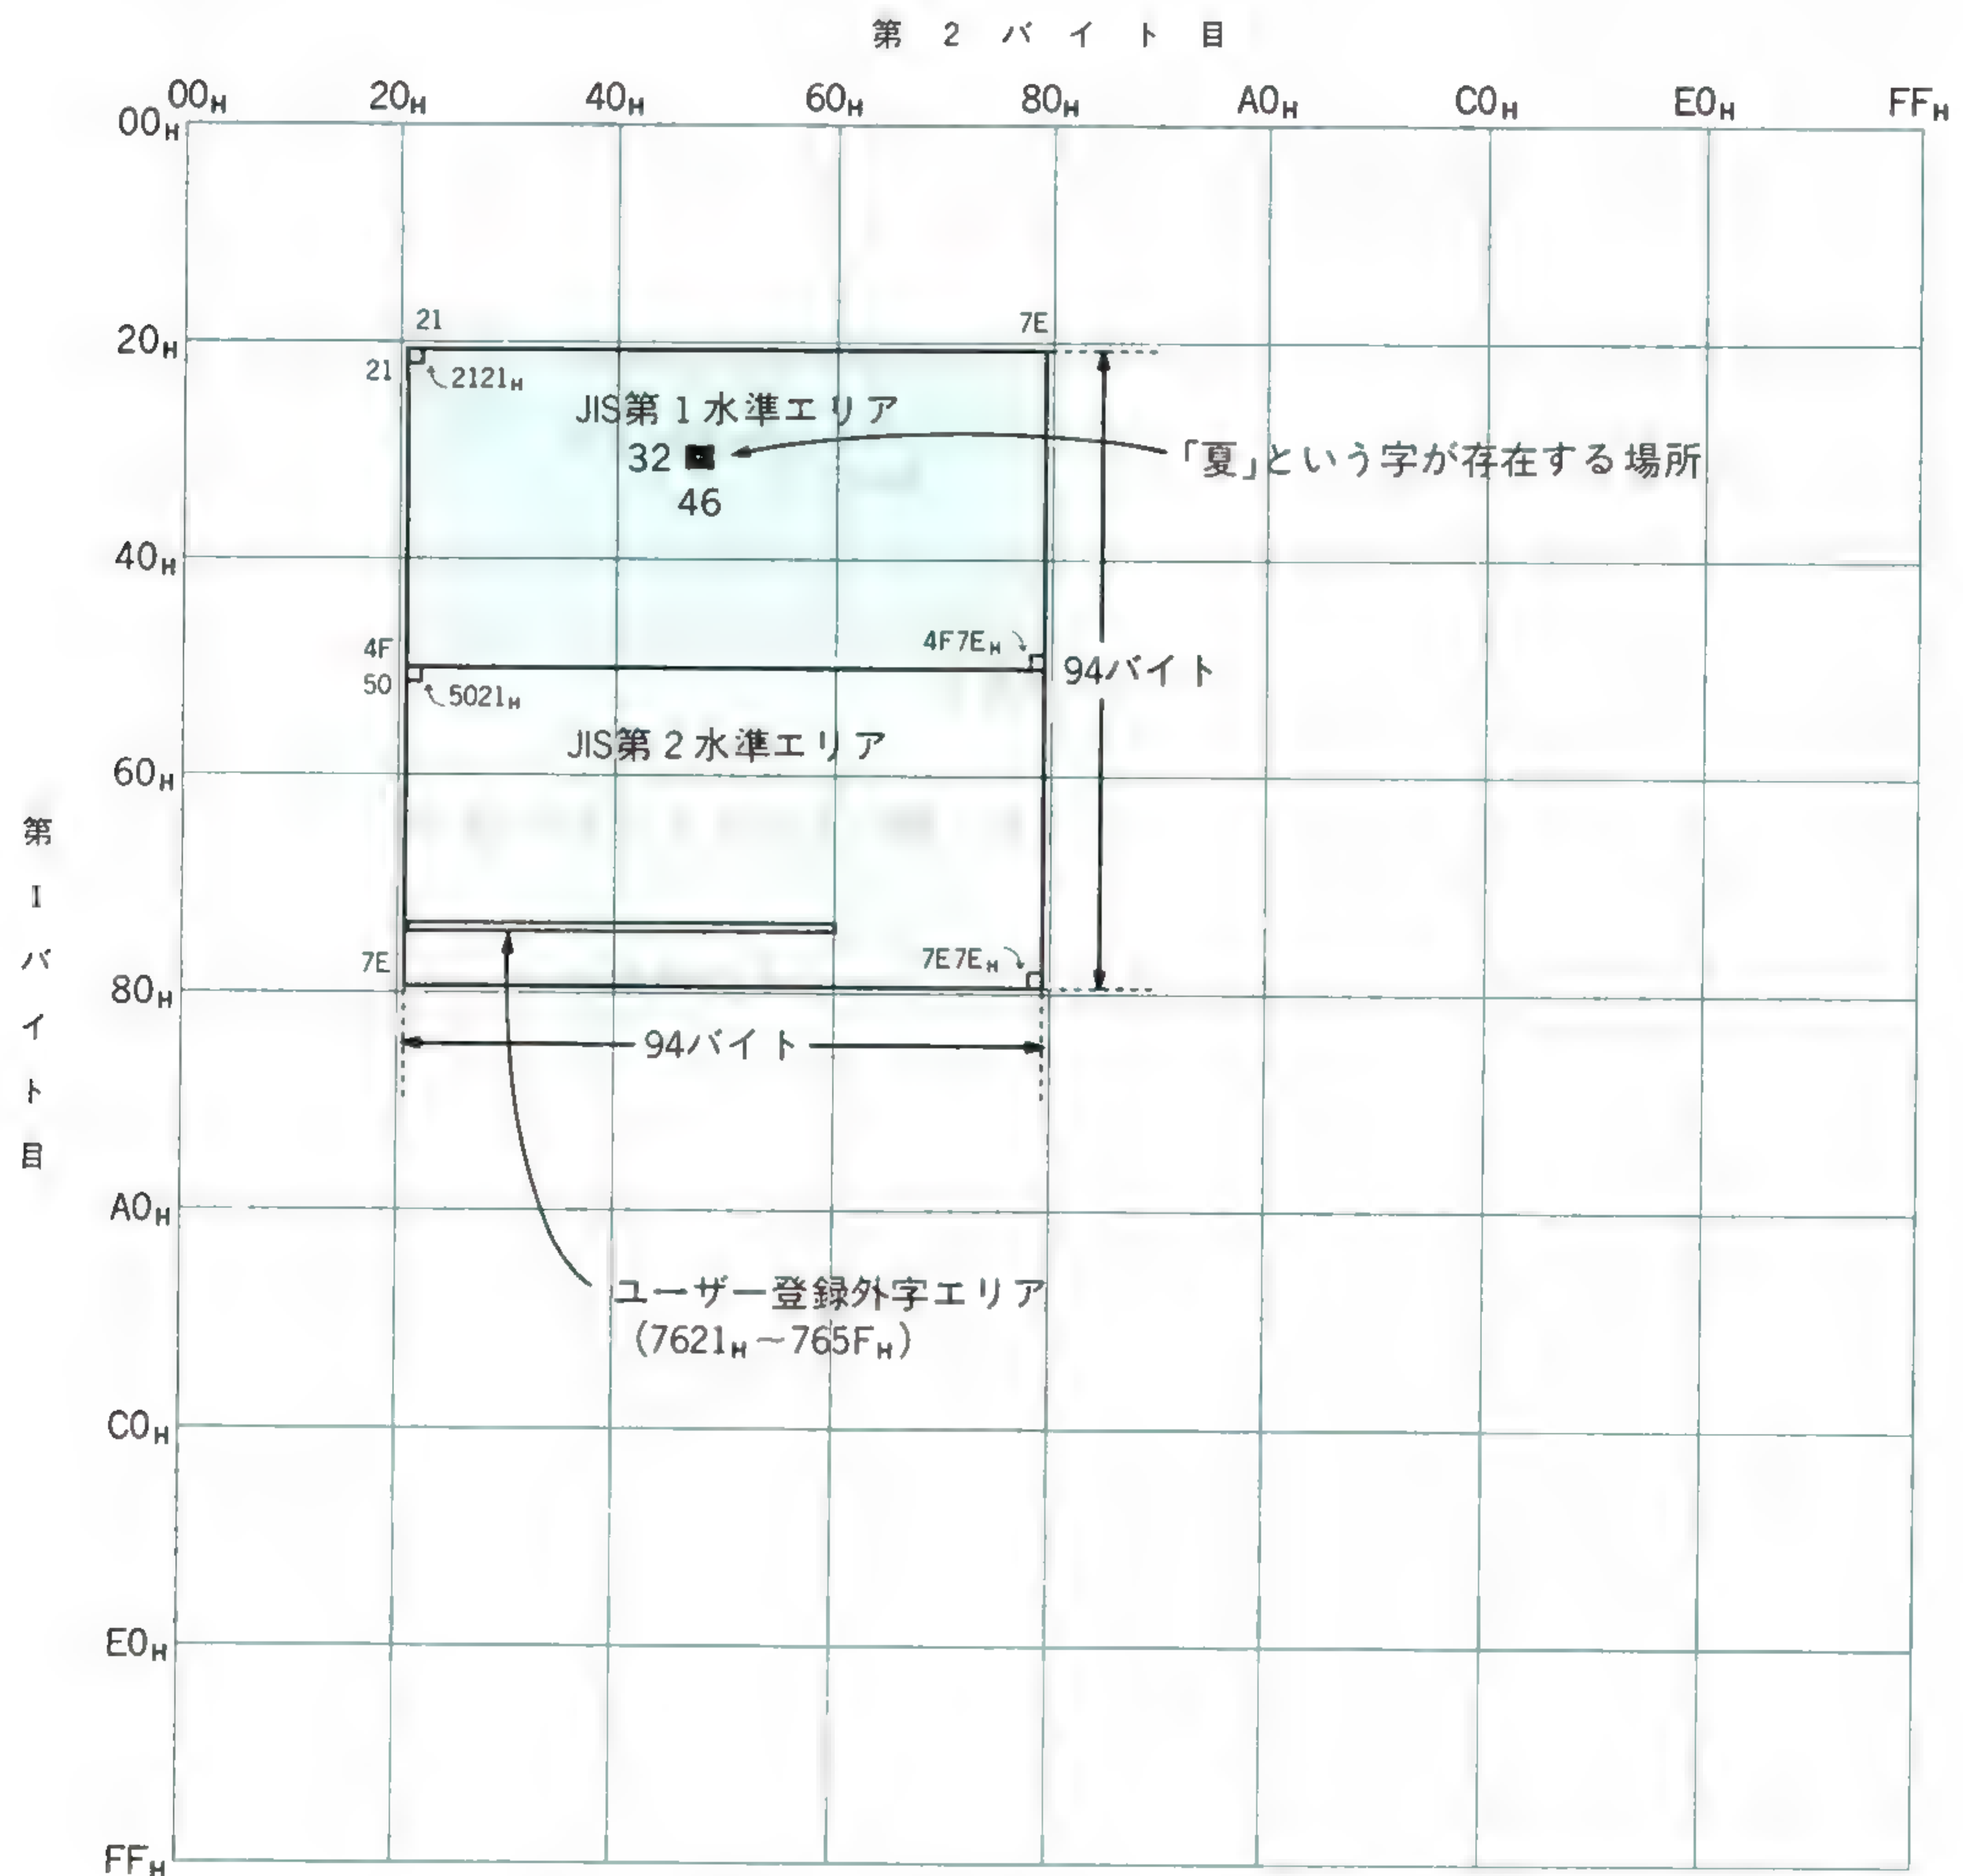 第2バイト目
00H 20H 40H 60H 80H A0H C0H E0H FFH
00H
21 7E
20H
21 2121H
JIS第1水準エリア
32
46
「夏」という字が存在する場所
40H
4F 4F7EH
94バイト
50 5021H
JIS第2水準エリア
60H
第1バイト目
7E 7E7EH
80H
94バイト
A0H
ユーザー登録外字エリア
(7621H～765FH)
C0H
E0H
FFH